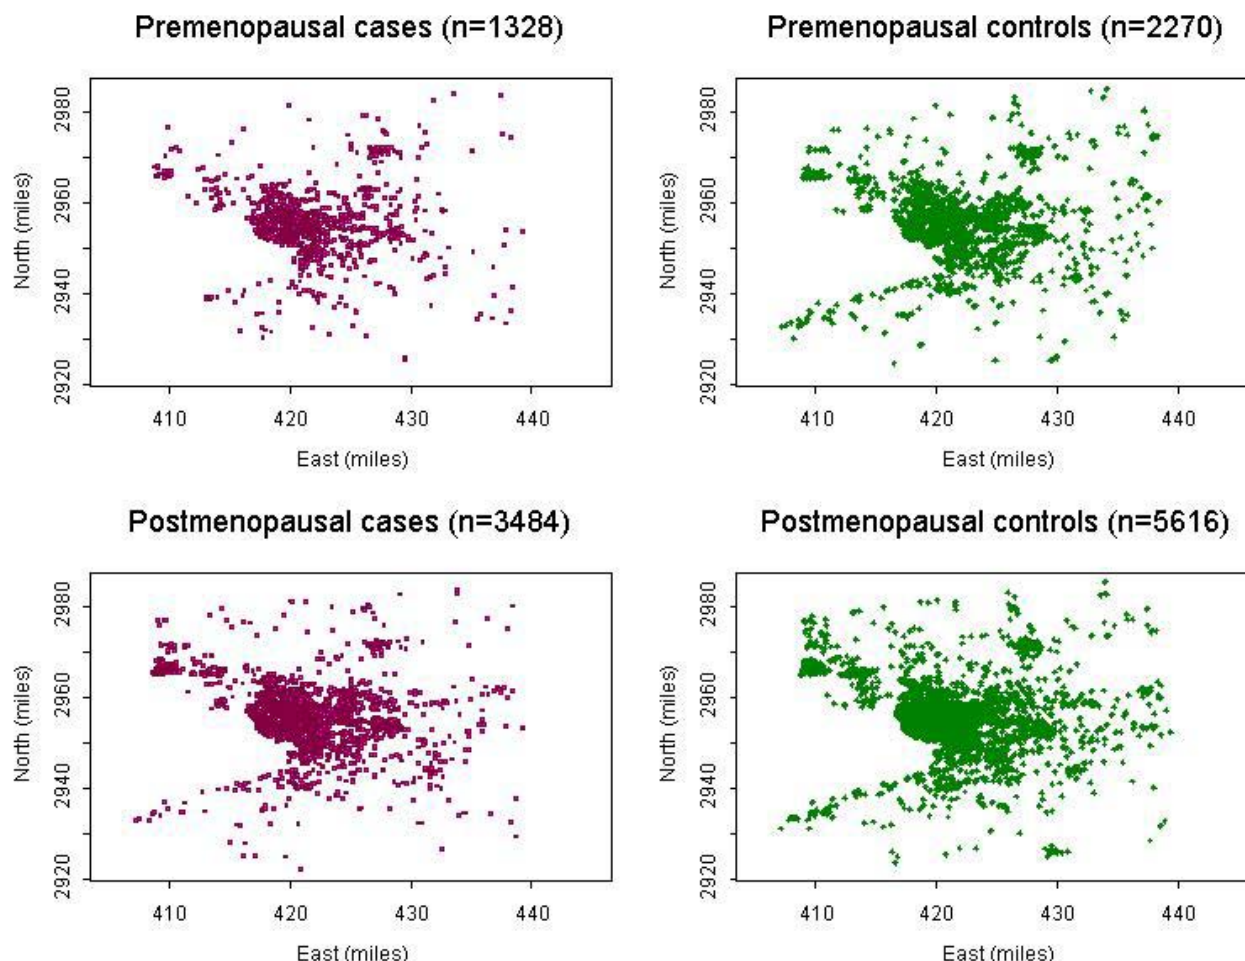 Premenopausal cases (n=1328)
Premenopausal controls (n=2270)
North (miles)
2980
2960
2940
2920
410 420 430 440
East (miles)
North (miles)
2980
2960
2940
2920
410 420 430 440
East (miles)
Postmenopausal cases (n=3484)
Postmenopausal controls (n=5616)
North (miles)
2980
2960
2940
2920
410 420 430 440
East (miles)
North (miles)
2980
2960
2940
2920
410 420 430 440
East (miles)